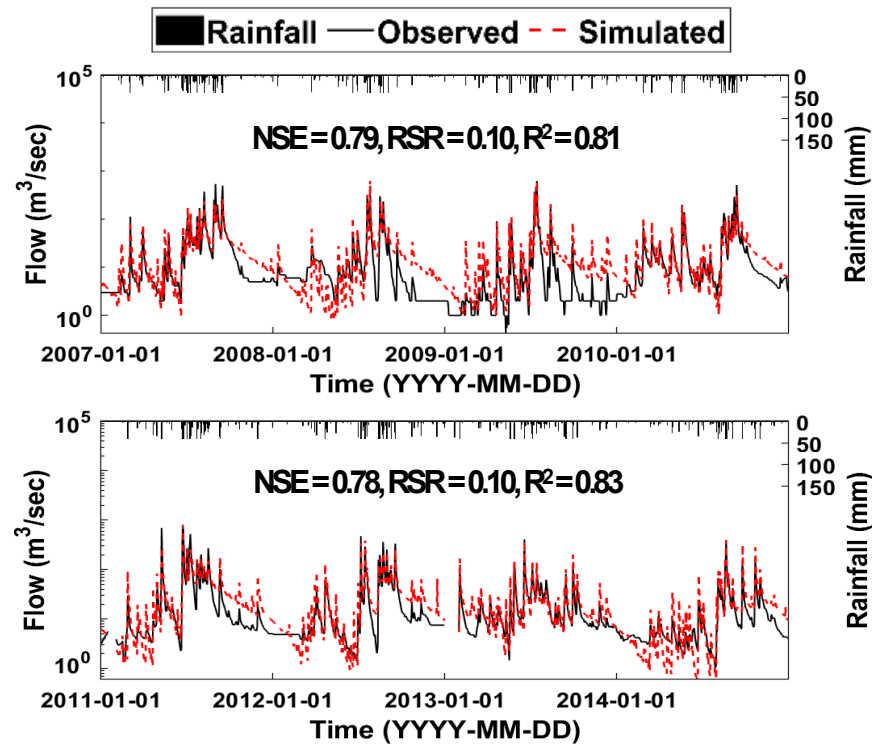 Rainfall Observed Simulated
10^5
0
50
100
150
NSE = 0.79, RSR = 0.10, R^2 = 0.81
Flow (m^3/sec)
Rainfall (mm)
10^0
2007-01-01 2008-01-01 2009-01-01 2010-01-01
Time (YYYY-MM-DD)
10^5
0
50
100
150
NSE = 0.78, RSR = 0.10, R^2 = 0.83
Flow (m^3/sec)
Rainfall (mm)
10^0
2011-01-01 2012-01-01 2013-01-01 2014-01-01
Time (YYYY-MM-DD)